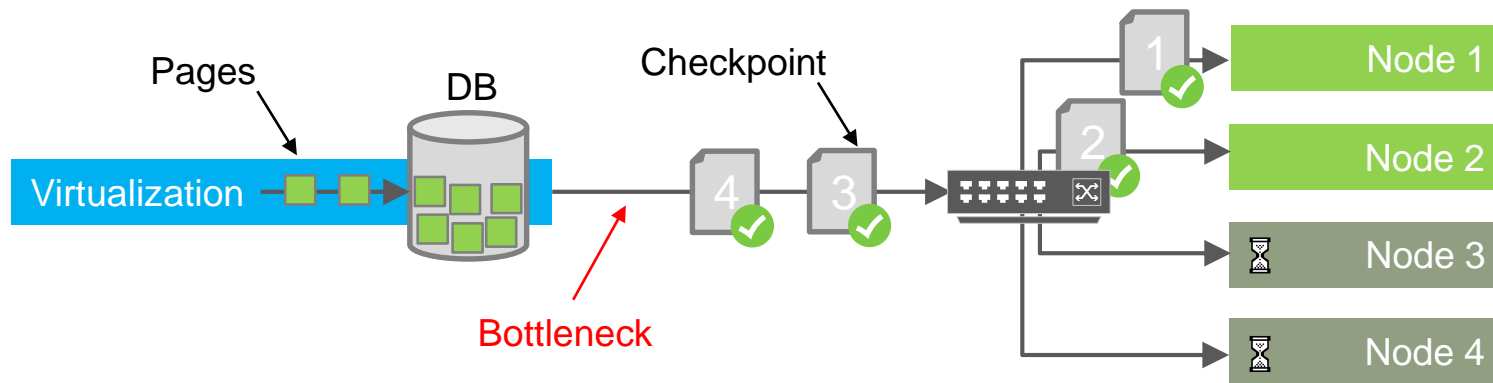 Pages
DB
Checkpoint
Virtualization
4
3
1
2
Bottleneck
Node 1
Node 2
Node 3
Node 4